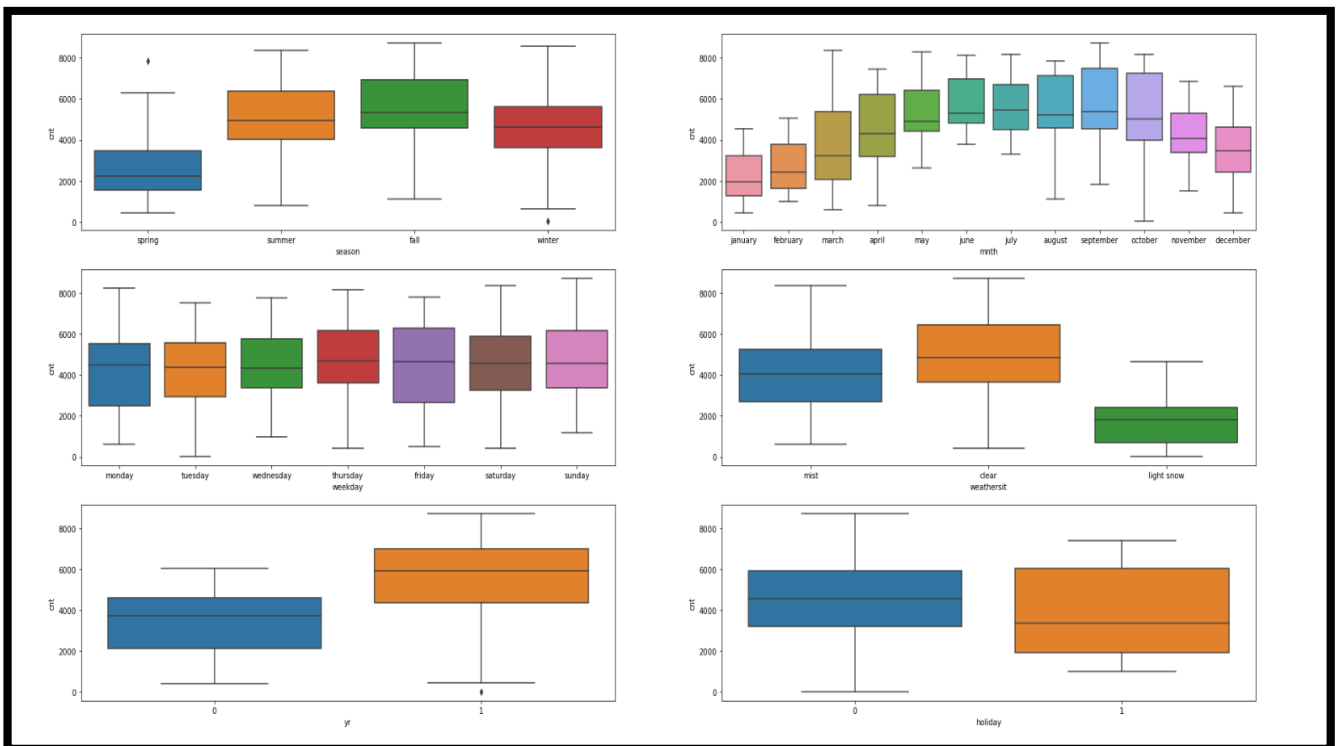 8000
6000
4000
2000
0
cnt
spring summer fall winter
season
8000
6000
4000
2000
0
cnt
january february march april may june july august september october november december
mnth
8000
6000
4000
2000
0
cnt
monday tuesday wednesday thursday friday saturday sunday
weekday
8000
6000
4000
2000
0
cnt
mist clear light snow
weathersit
8000
6000
4000
2000
0
cnt
0 1
yr
8000
6000
4000
2000
0
cnt
0 1
holiday